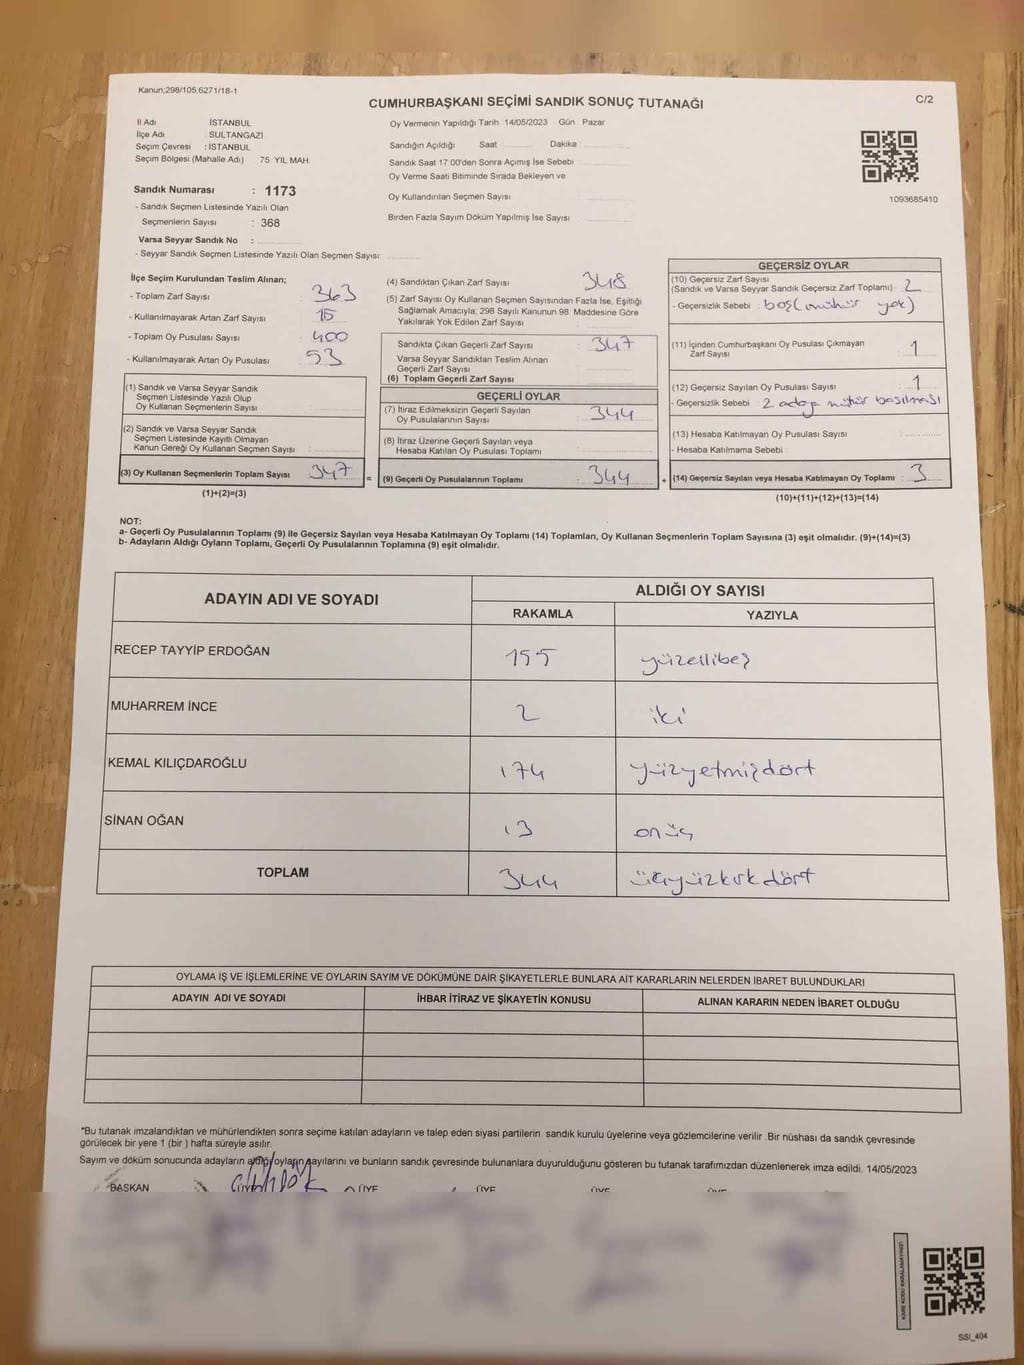 Kanun;298/105;6271/18-1
CUMHURBAŞKANI SEÇİMİ SANDIK SONUÇ TUTANAĞI
C/2
İl Adı İSTANBUL
İlçe Adı : SULTANGAZİ
Seçim Çevresi : İSTANBUL
Seçim Bölgesi (Mahalle Adı) 75. YIL MAH.
Sandık Numarası : 1173
- Sandık Seçmen Listesinde Yazılı Olan
Seçmenlerin Sayısı : 368
Varsa Seyyar Sandık No :
- Seyyar Sandık Seçmen Listesinde Yazılı Olan Seçmen Sayısı:
Oy Vermenin Yapıldığı Tarih 14/05/2023 Gün : Pazar
Sandığın Açıldığı Saat Dakika
Sandık Saat 17:00'den Sonra Açımış İse Sebebi
Oy Verme Saati Bitiminde Sırada Bekleyen ve
Oy Kullandırılan Seçmen Sayısı
Birden Fazla Sayım Döküm Yapılmış İse Sayısı
1093685410
İlçe Seçim Kurulundan Teslim Alınan;
- Toplam Zarf Sayısı : 363
- Kullanılmayarak Artan Zarf Sayısı : 15
- Toplam Oy Pusulası Sayısı : 400
- Kullanılmayarak Artan Oy Pusulası : 53
(1) Sandık ve Varsa Seyyar Sandık
Seçmen Listesinde Yazılı Olup
Oy Kullanan Seçmenlerin Sayısı
(2) Sandık ve Varsa Seyyar Sandık
Seçmen Listesinde Kayıtlı Olmayan
Kanun Gereği Oy Kullanan Seçmen Sayısı
(3) Oy Kullanan Seçmenlerin Toplam Sayısı : 347
(1)+(2)=(3)
(4) Sandıktan Çıkan Zarf Sayısı : 348
(5) Zarf Sayısı Oy Kullanan Seçmen Sayısından Fazla İse, Eşitliği
Sağlamak Amacıyla, 298 Sayılı Kanunun 98. Maddesine Göre
Yakılarak Yok Edilen Zarf Sayısı
Sandıkta Çıkan Geçerli Zarf Sayısı : 347
Varsa Seyyar Sandıktan Teslim Alınan
Geçerli Zarf Sayısı
(6) Toplam Geçerli Zarf Sayısı
GEÇERLİ OYLAR
(7) İtiraz Edilmeksizin Geçerli Sayılan
Oy Pusulalarının Sayısı : 344
(8) İtiraz Üzerine Geçerli Sayılan veya
Hesaba Katılan Oy Pusulası Toplamı
= (9) Geçerli Oy Pusulalarının Toplamı : 344
GEÇERSİZ OYLAR
(10) Geçersiz Zarf Sayısı
(Sandık ve Varsa Seyyar Sandık Geçersiz Zarf Toplamı) : 2
- Geçersizlik Sebebi : boş(mühür yok)
(11) İçinden Cumhurbaşkanı Oy Pusulası Çıkmayan
Zarf Sayısı 1
(12) Geçersiz Sayılan Oy Pusulası Sayısı 1
- Geçersizlik Sebebi : 2 aday mühür basılması
(13) Hesaba Katılmayan Oy Pusulası Sayısı
- Hesaba Katılmama Sebebi :
+ (14) Geçersiz Sayılan veya Hesaba Katılmayan Oy Toplamı : 3
(10)+(11)+(12)+(13)=(14)
NOT:
a- Geçerli Oy Pusulalarının Toplamı (9) ile Geçersiz Sayılan veya Hesaba Katılmayan Oy Toplamı (14) Toplamları, Oy Kullanan Seçmenlerin Toplam Sayısına (3) eşit olmalıdır. (9)+(14)=(3)
b- Adayların Aldığı Oyların Toplamı, Geçerli Oy Pusulalarının Toplamına (9) eşit olmalıdır.
ADAYIN ADI VE SOYADI ALDIĞI OY SAYISI
RAKAMLA YAZIYLA
RECEP TAYYİP ERDOĞAN 155 yüzellibeş
MUHARREM İNCE 2 iki
KEMAL KILIÇDAROĞLU 174 yüzyetmişdört
SİNAN OĞAN 13 onüç
TOPLAM 344 üçyüzkırkdört
OYLAMA İŞ VE İŞLEMLERİNE VE OYLARIN SAYIM VE DÖKÜMÜNE DAİR ŞİKAYETLERLE BUNLARA AİT KARARLARIN NELERDEN İBARET BULUNDUKLARI
ADAYIN ADI VE SOYADI İHBAR İTİRAZ VE ŞİKAYETİN KONUSU ALINAN KARARIN NEDEN İBARET OLDUĞU
*Bu tutanak imzalandıktan ve mühürlendikten sonra seçime katılan adayların ve talep eden siyasi partilerin sandık kurulu üyelerine veya gözlemcilerine verilir .Bir nüshası da sandık çevresinde
görülecek bir yere 1 (bir ) hafta süreyle asılır.
Sayım ve döküm sonucunda adayların aldığı oyların sayılarını ve bunların sandık çevresinde bulunanlara duyurulduğunu gösteren bu tutanak tarafımızdan düzenlenerek imza edildi. 14/05/2023
BAŞKAN ÜYE ÜYE ÜYE ÜYE ÜYE
SSİ_404